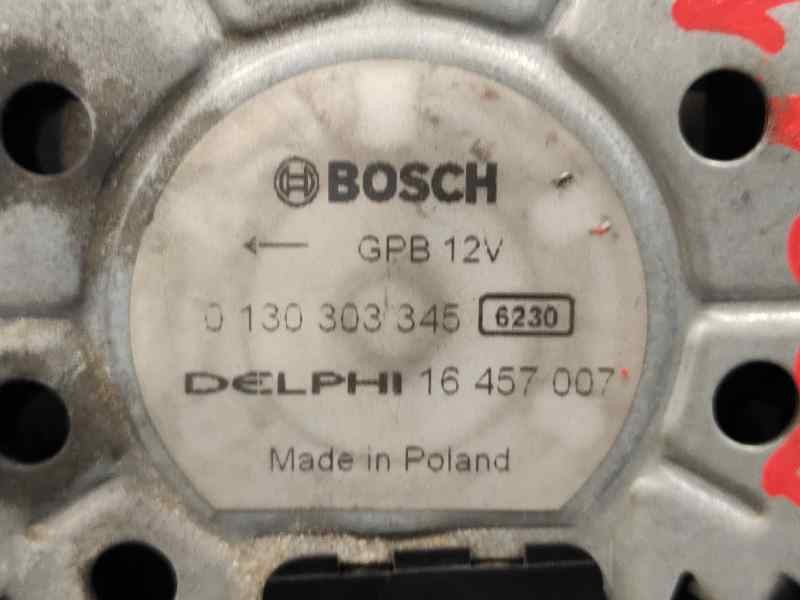 BOSCH
← GPB 12V
0 130 303 345 6230
DELPHI 16 457 007
Made in Poland